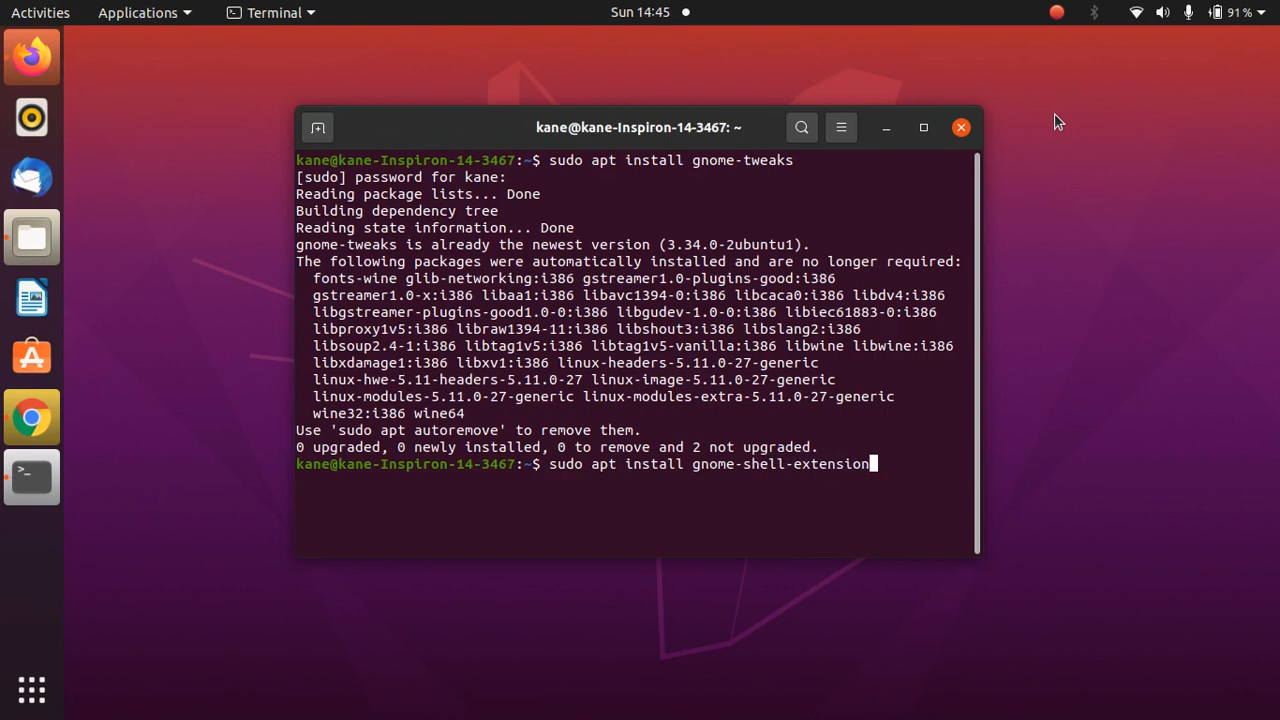 Activities Applications Terminal Sun 14:45 91 %
kane@kane-Inspiron-14-3467: ~
kane@kane-Inspiron-14-3467:~$ sudo apt install gnome-tweaks
[sudo] password for kane:
Reading package lists... Done
Building dependency tree
Reading state information... Done
gnome-tweaks is already the newest version (3.34.0-2ubuntu1).
The following packages were automatically installed and are no longer required:
  fonts-wine glib-networking:i386 gstreamer1.0-plugins-good:i386
  gstreamer1.0-x:i386 libaa1:i386 libavc1394-0:i386 libcaca0:i386 libdv4:i386
  libgstreamer-plugins-good1.0-0:i386 libgudev-1.0-0:i386 libiec61883-0:i386
  libproxy1v5:i386 libraw1394-11:i386 libshout3:i386 libslang2:i386
  libsoup2.4-1:i386 libtag1v5:i386 libtag1v5-vanilla:i386 libwine libwine:i386
  libxdamage1:i386 libxv1:i386 linux-headers-5.11.0-27-generic
  linux-hwe-5.11-headers-5.11.0-27 linux-image-5.11.0-27-generic
  linux-modules-5.11.0-27-generic linux-modules-extra-5.11.0-27-generic
  wine32:i386 wine64
Use 'sudo apt autoremove' to remove them.
0 upgraded, 0 newly installed, 0 to remove and 2 not upgraded.
kane@kane-Inspiron-14-3467:~$ sudo apt install gnome-shell-extension